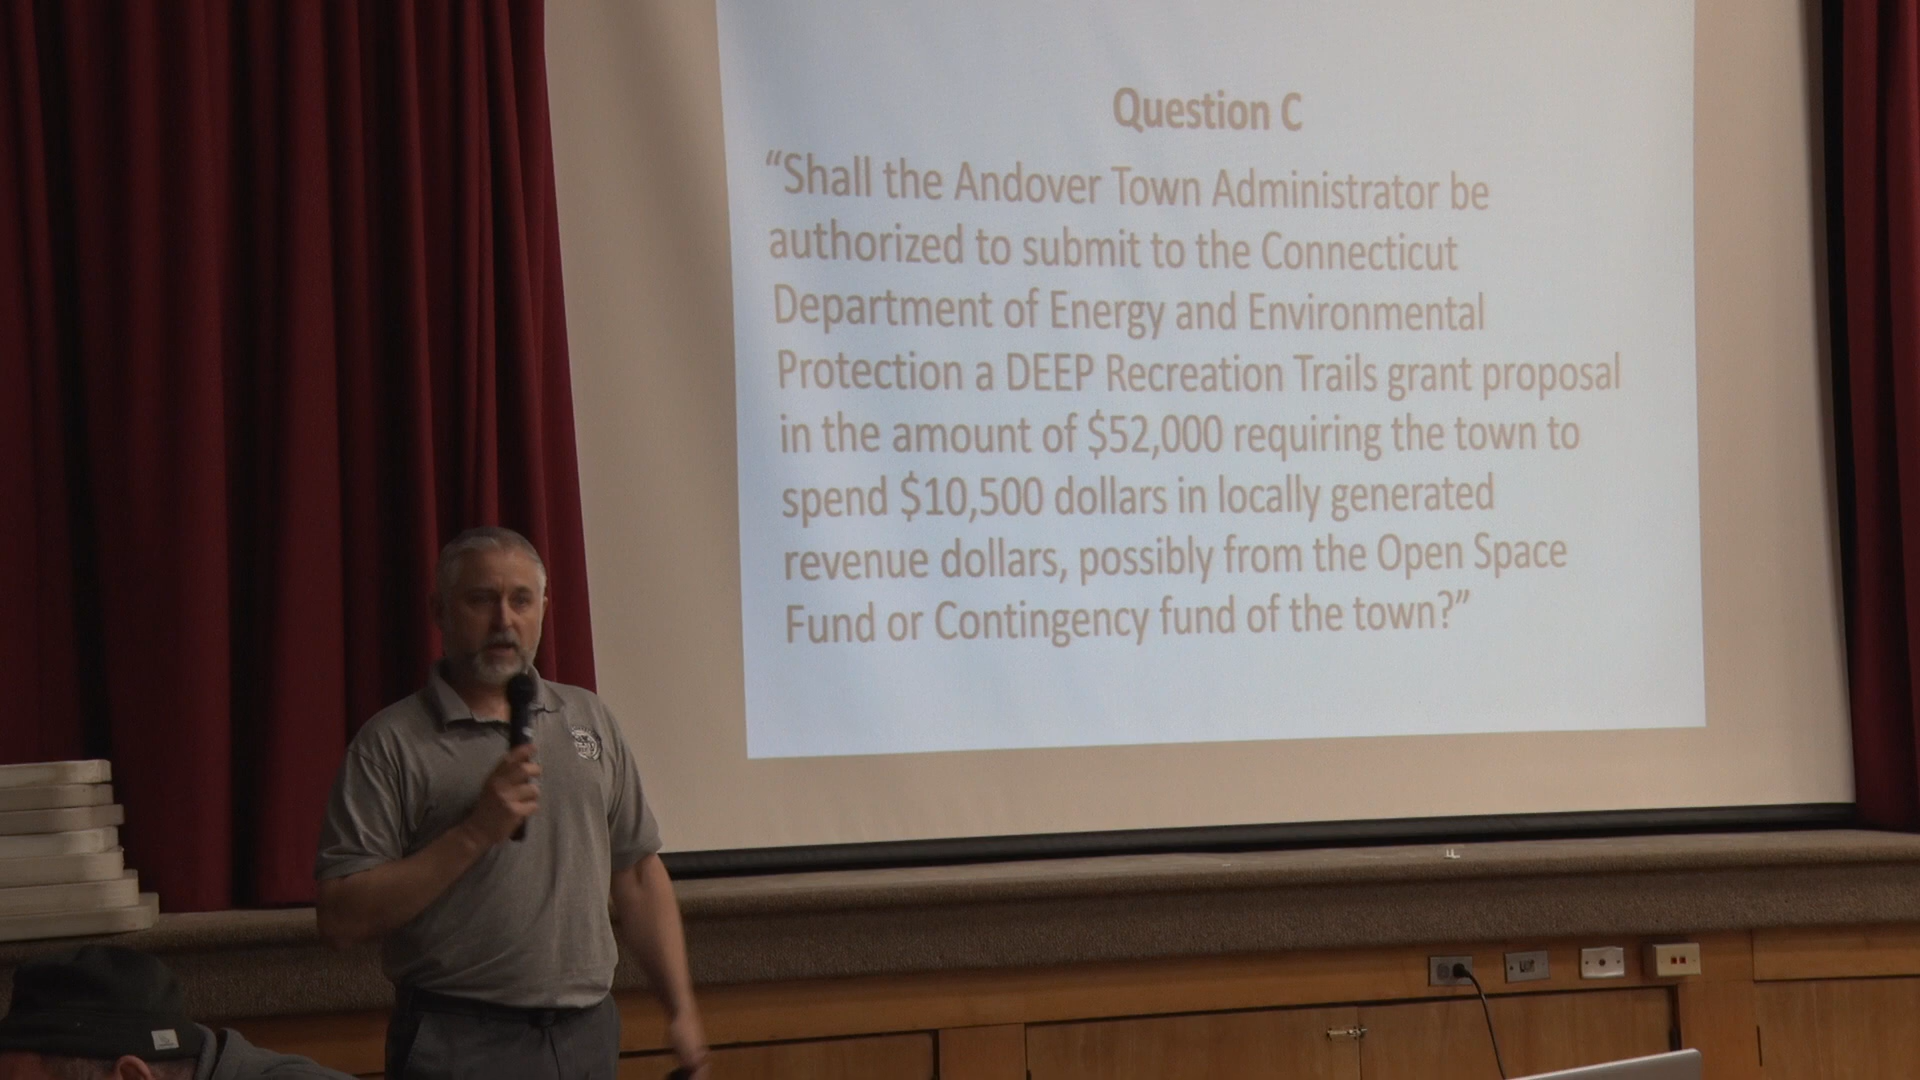 Question C
“Shall the Andover Town Administrator be
authorized to submit to the Connecticut
Department of Energy and Environmental
Protection a DEEP Recreation Trails grant proposal
in the amount of $52,000 requiring the town to
spend $10,500 dollars in locally generated
revenue dollars, possibly from the Open Space
Fund or Contingency fund of the town?”